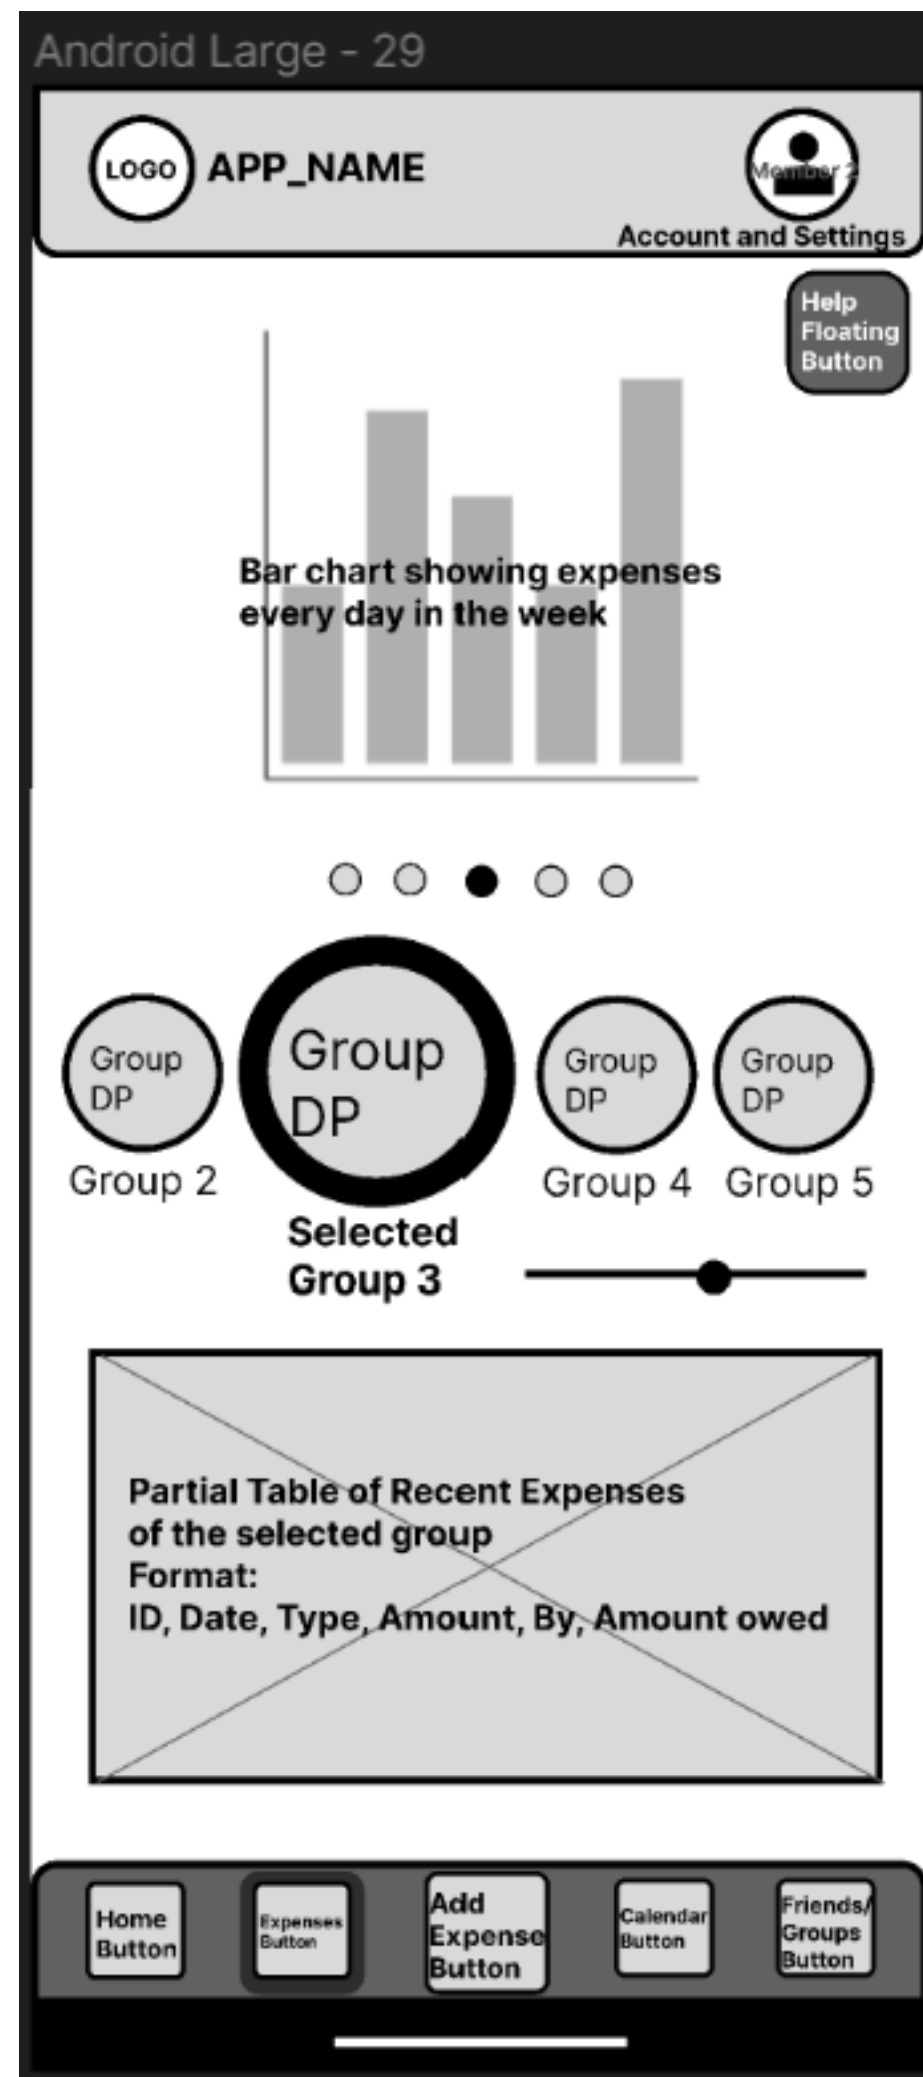 Android Large - 29
LOGO
APP_NAME
Member 2
Account and Settings
Help
Floating
Button
Bar chart showing expenses
every day in the week
Group
DP
Group 2
Group
DP
Selected
Group 3
Group
DP
Group 4
Group
DP
Group 5
Partial Table of Recent Expenses
of the selected group
Format:
ID, Date, Type, Amount, By, Amount owed
Home
Button
Expenses
Button
Add
Expense
Button
Calendar
Button
Friends/
Groups
Button